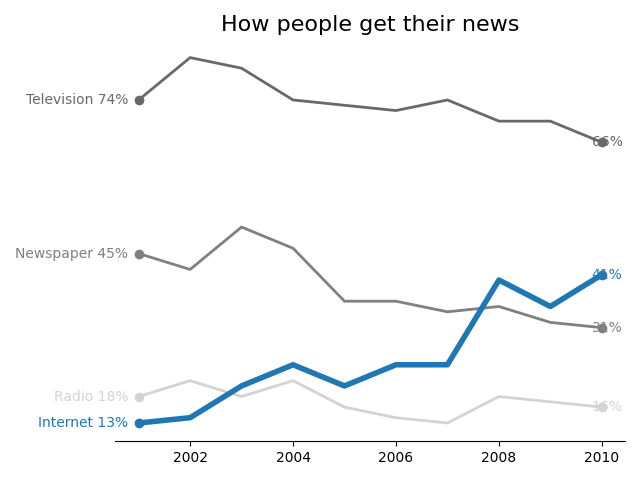 How people get their news
Television 74%
66%
Newspaper 45%
41%
31%
Radio 18%
16%
Internet 13%
2002 2004 2006 2008 2010